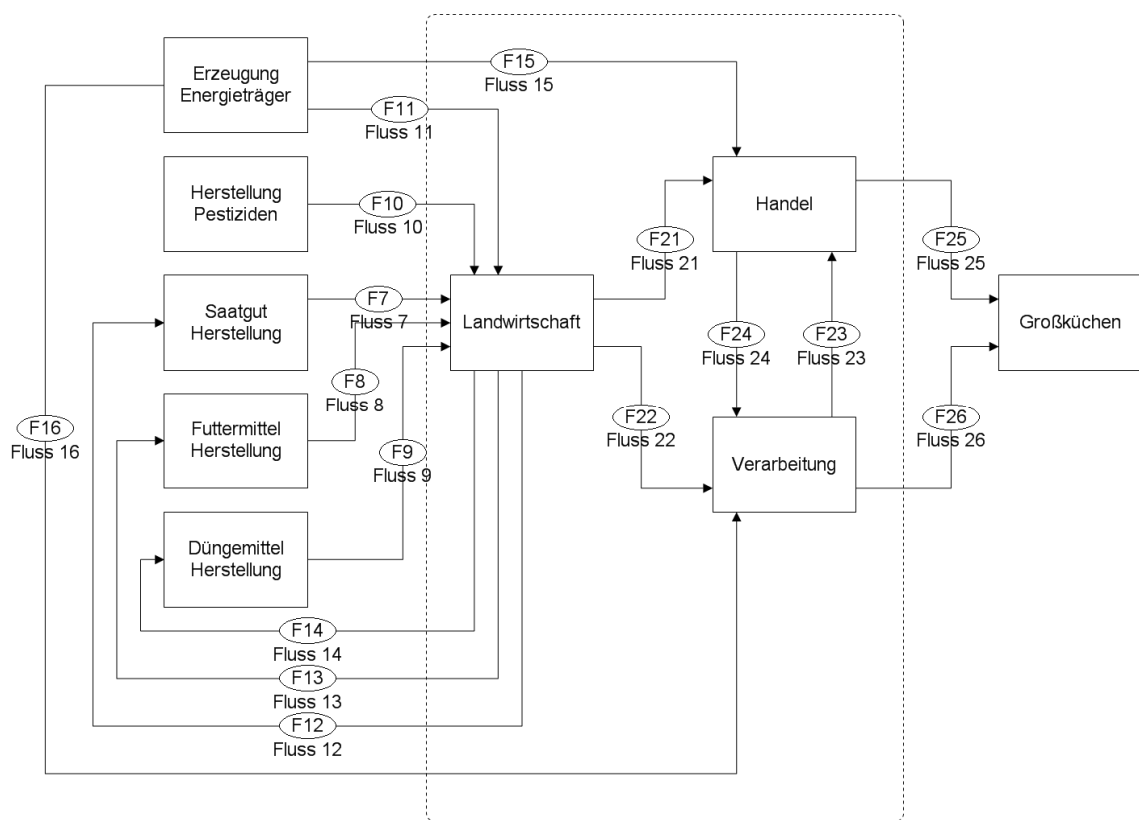 Erzeugung
Energieträger
F15
Fluss 15
F11
Fluss 11
Herstellung
Pestiziden
F10
Fluss 10
Handel
F21
Fluss 21
F25
Fluss 25
Saatgut
Herstellung
F7
Fluss 7
Landwirtschaft
Großküchen
F8
Fluss 8
F24
Fluss 24
F23
Fluss 23
F16
Fluss 16
Futtermittel
Herstellung
F9
Fluss 9
F22
Fluss 22
F26
Fluss 26
Verarbeitung
Düngemittel
Herstellung
F14
Fluss 14
F13
Fluss 13
F12
Fluss 12